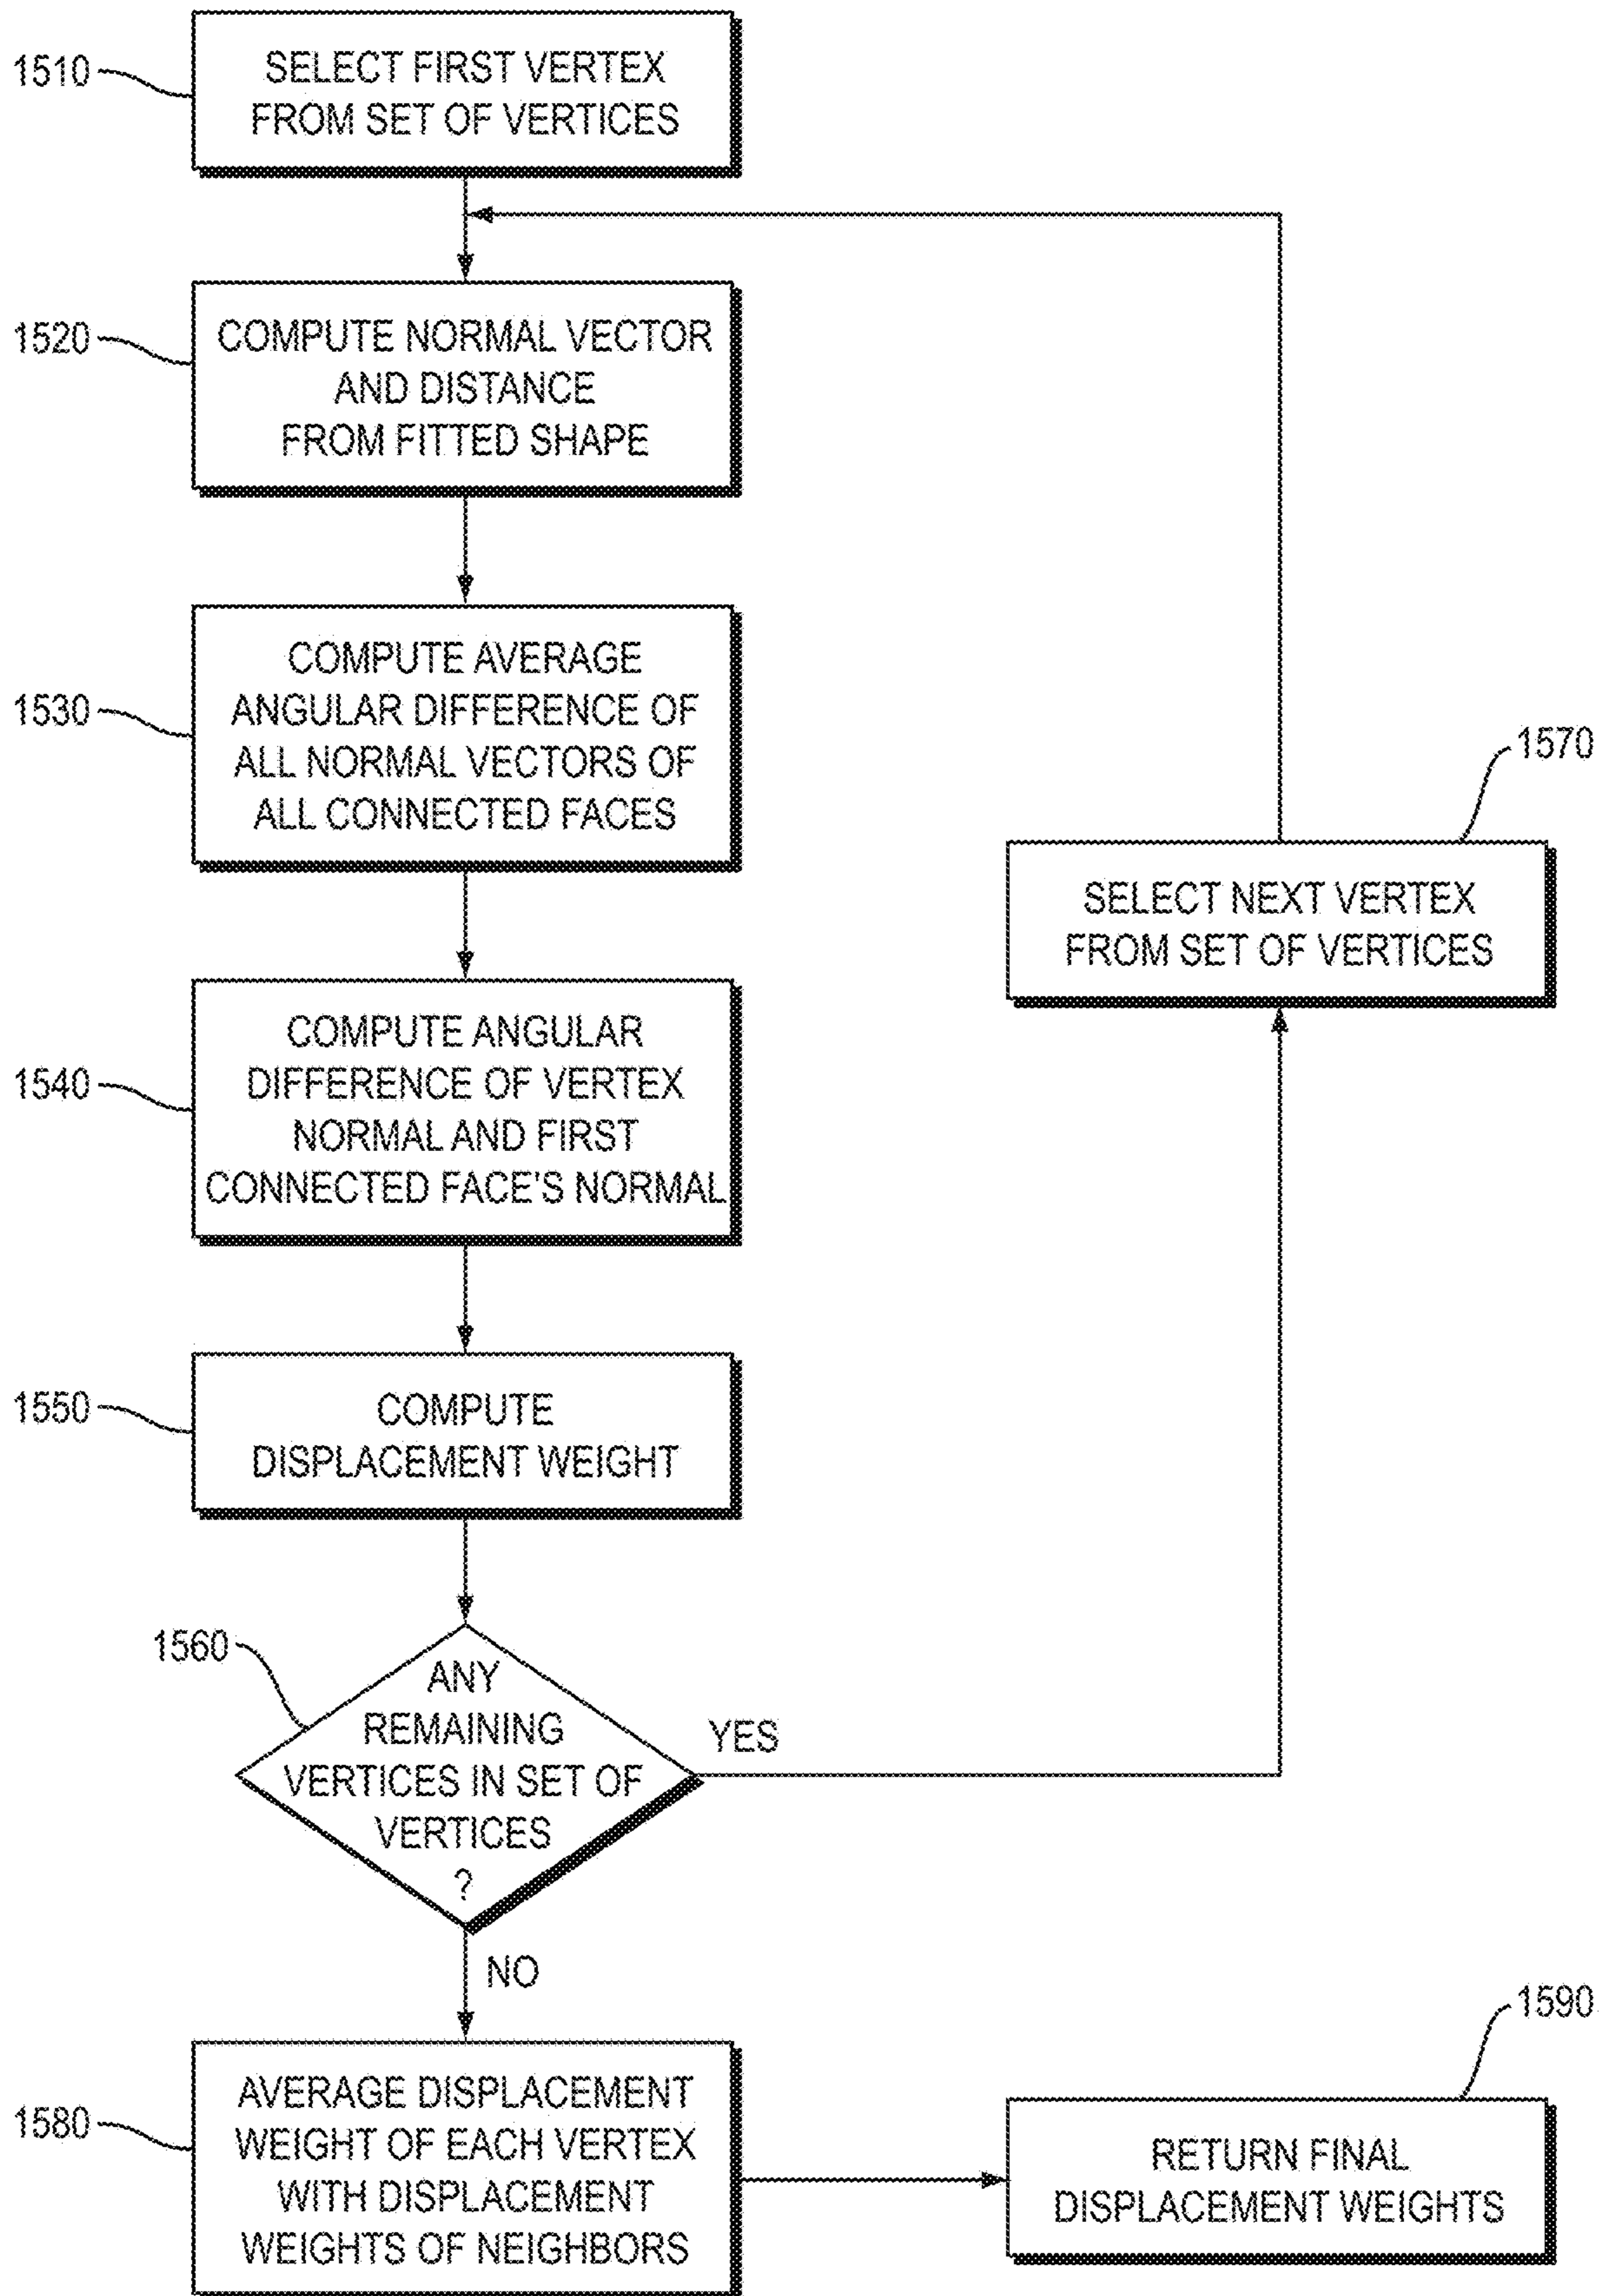 1510
SELECT FIRST VERTEX
FROM SET OF VERTICES
1520
COMPUTE NORMAL VECTOR
AND DISTANCE
FROM FITTED SHAPE
1530
COMPUTE AVERAGE
ANGULAR DIFFERENCE OF
ALL NORMAL VECTORS OF
ALL CONNECTED FACES
1570
SELECT NEXT VERTEX
FROM SET OF VERTICES
1540
COMPUTE ANGULAR
DIFFERENCE OF VERTEX
NORMAL AND FIRST
CONNECTED FACE'S NORMAL
1550
COMPUTE
DISPLACEMENT WEIGHT
1560
ANY
REMAINING
VERTICES IN SET OF
VERTICES
?
YES
NO
1580
AVERAGE DISPLACEMENT
WEIGHT OF EACH VERTEX
WITH DISPLACEMENT
WEIGHTS OF NEIGHBORS
1590
RETURN FINAL
DISPLACEMENT WEIGHTS